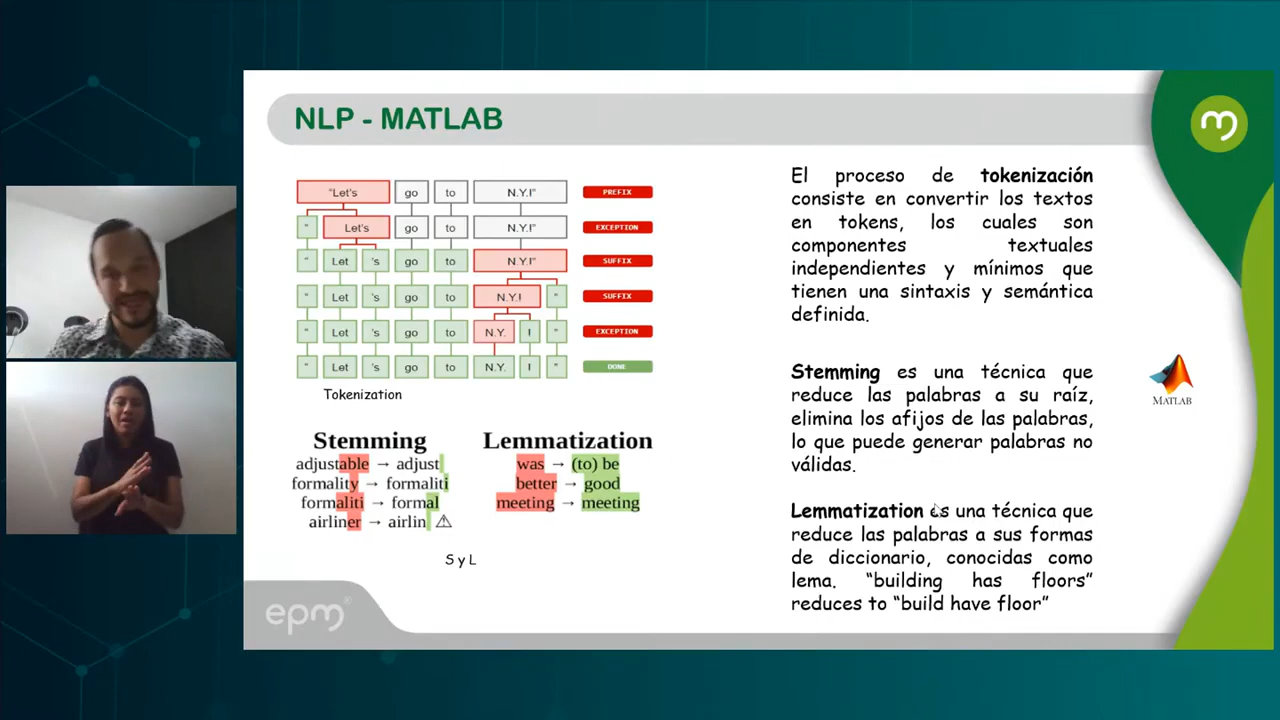 NLP - MATLAB
“Let’s go to N.Y.!” PREFIX
“ Let’s go to N.Y.!” EXCEPTION
“ Let ’s go to N.Y.!” SUFFIX
“ Let ’s go to N.Y.! ” SUFFIX
“ Let ’s go to N.Y. ! ” EXCEPTION
“ Let ’s go to N.Y. ! ” DONE
Tokenization
Stemming
adjustable → adjust
formality → formaliti
formaliti → formal
airliner → airlin ⚠
Lemmatization
was → (to) be
better → good
meeting → meeting
S y L
El proceso de tokenización
consiste en convertir los textos
en tokens, los cuales son
componentes textuales
independientes y mínimos que
tienen una sintaxis y semántica
definida.
Stemming es una técnica que
reduce las palabras a su raíz,
elimina los afijos de las palabras,
lo que puede generar palabras no
válidas.
Lemmatization es una técnica que
reduce las palabras a sus formas
de diccionario, conocidas como
lema. “building has floors”
reduces to “build have floor”
MATLAB
epm®